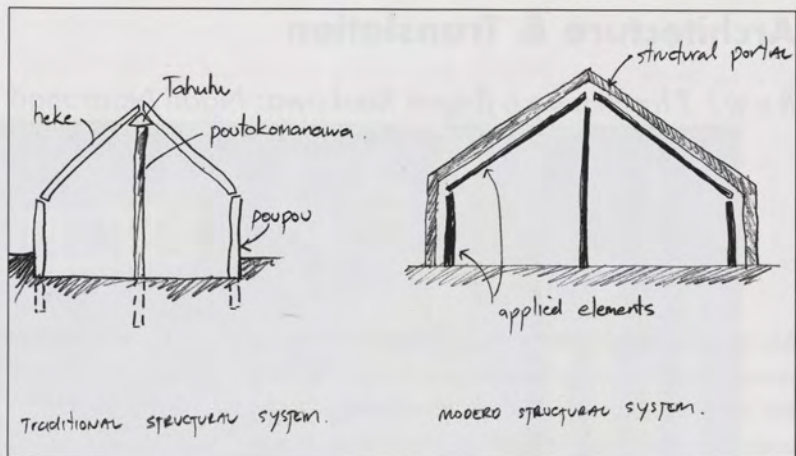 Architecture & Translation
structural portal
Tahuhu
heke
poutokomanawa
poupou
applied elements
Traditional structural system.
MODERN STRUCTURAL SYSTEM.